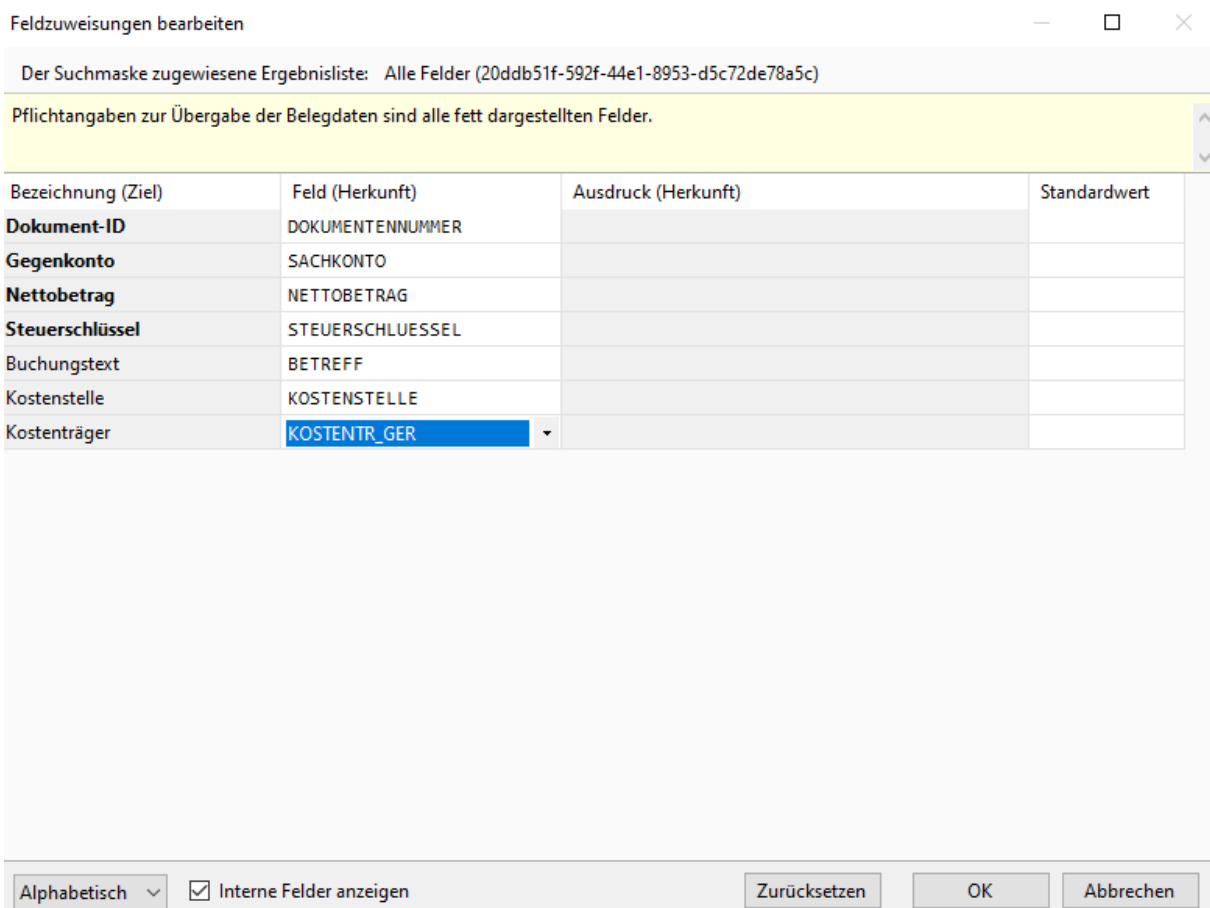 Feldzuweisungen bearbeiten
Der Suchmaske zugewiesene Ergebnisliste: Alle Felder (20ddb51f-592f-44e1-8953-d5c72de78a5c)
Pflichtangaben zur Übergabe der Belegdaten sind alle fett dargestellten Felder.
Bezeichnung (Ziel) Feld (Herkunft) Ausdruck (Herkunft) Standardwert
Dokument-ID DOKUMENTENNUMMER
Gegenkonto SACHKONTO
Nettobetrag NETTOBETRAG
Steuerschlüssel STEUERSCHLUESSEL
Buchungstext BETREFF
Kostenstelle KOSTENSTELLE
Kostenträger KOSTENTR_GER
Alphabetisch Interne Felder anzeigen Zurücksetzen OK Abbrechen